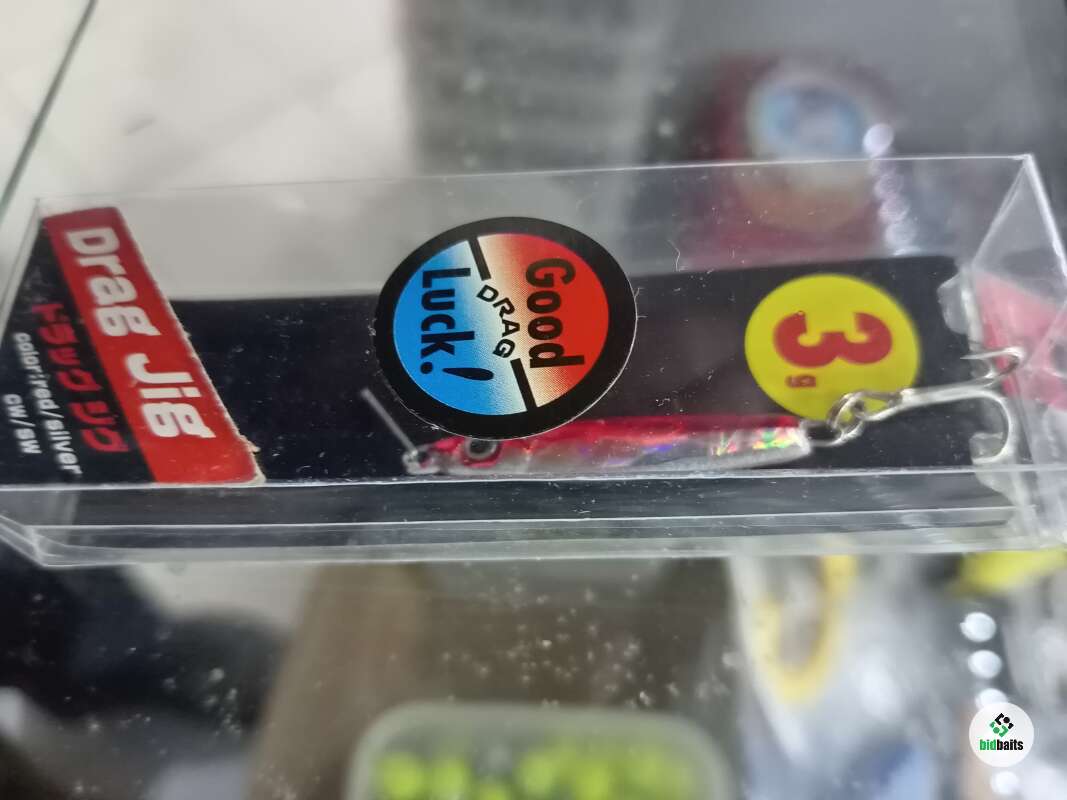 Drag Jig
ドラッグ ジグ
color:red/silver
cw/sw
Good
DRAG
Luck!
3g
bidbaits